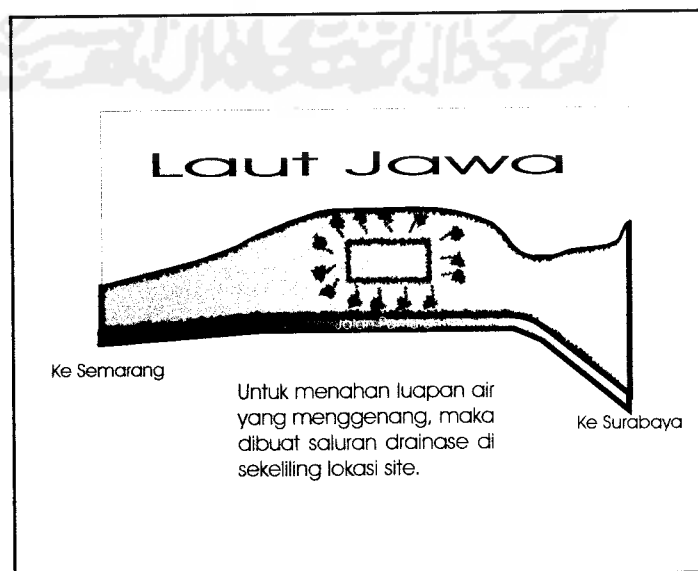 Laut Jawa
Jalan
Ke Semarang
Untuk menahan luapan air
yang menggenang, maka
dibuat saluran drainase di
sekeliling lokasi site.
Ke Surabaya